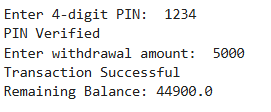 Enter 4-digit PIN:  1234
PIN Verified
Enter withdrawal amount:  5000
Transaction Successful
Remaining Balance: 44900.0